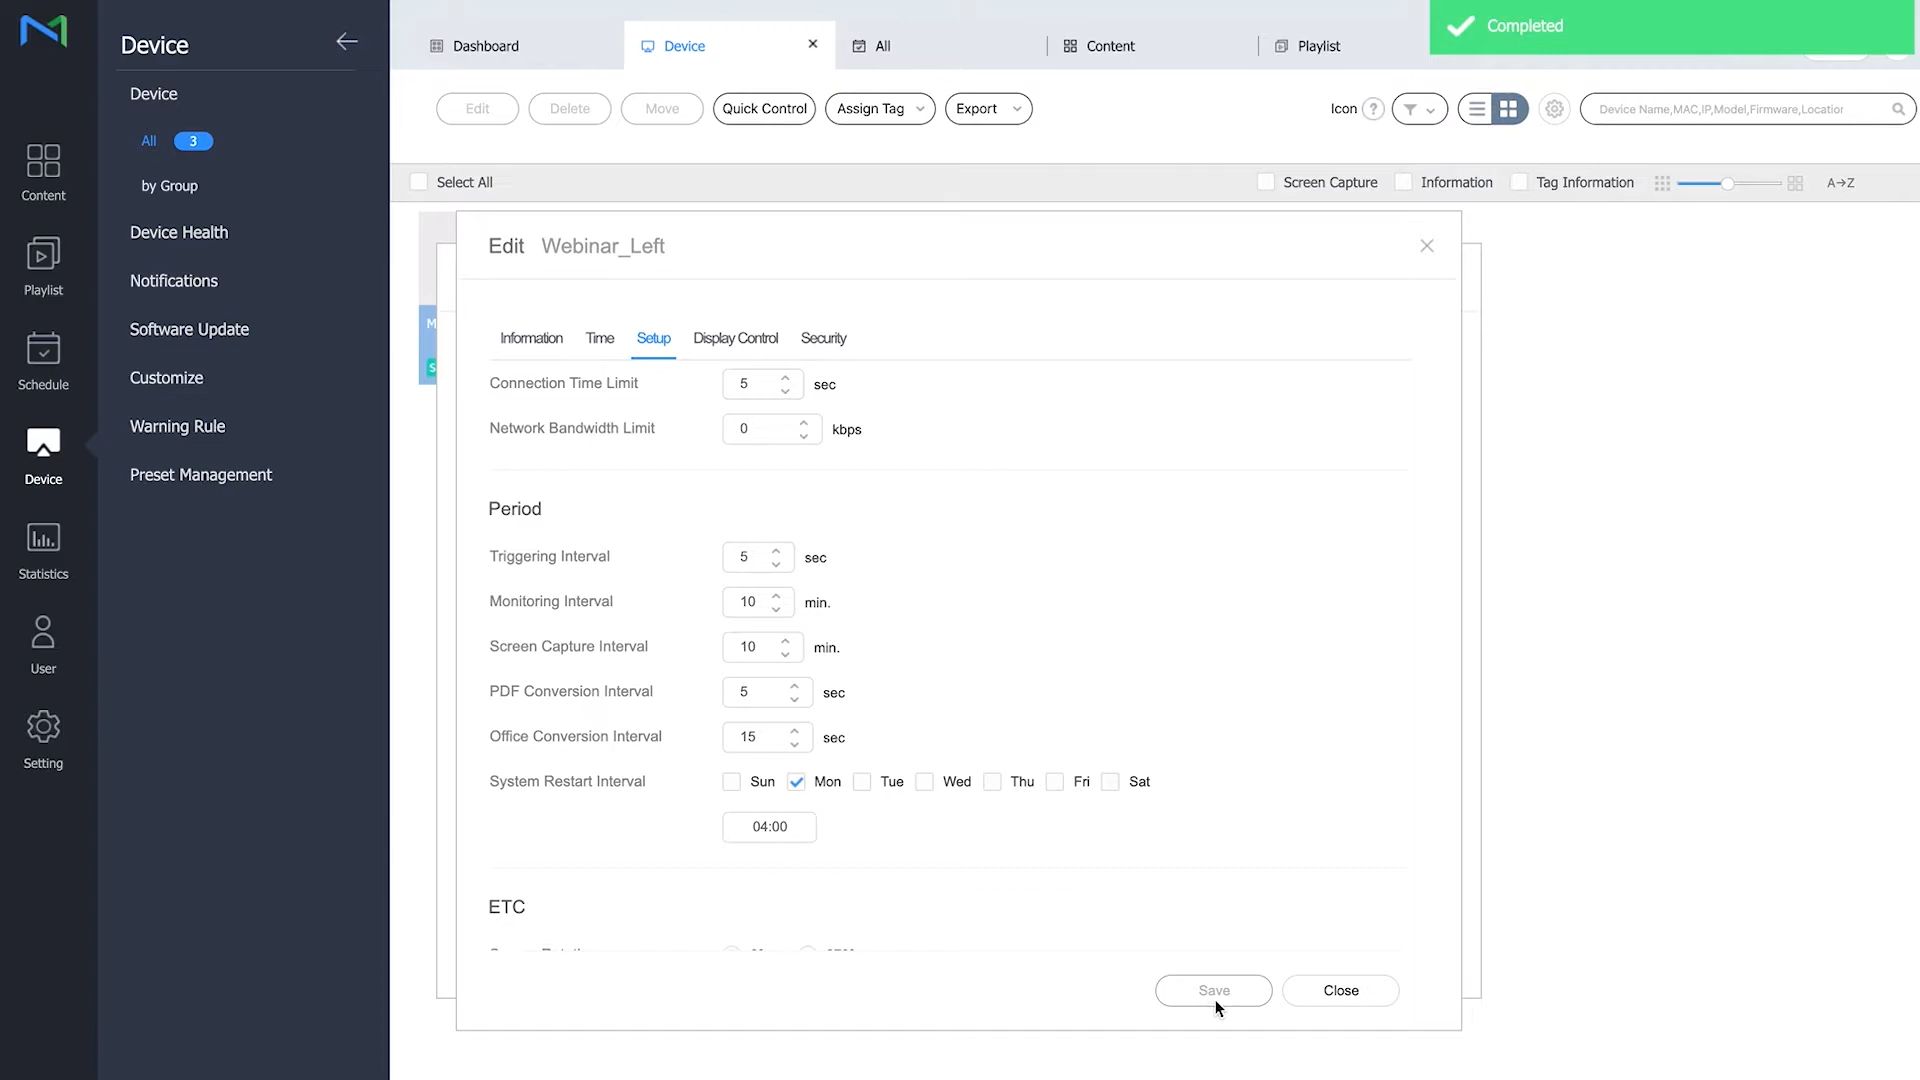 Completed
Device
Dashboard
Device
All
Content
Playlist
Device
Edit
Delete
Move
Quick Control
Assign Tag
Export
Icon
?
Device Name,MAC,IP,Model,Firmware,Location
All 3
Select All
Screen Capture
Information
Tag Information
A→Z
by Group
Content
Device Health
Edit Webinar_Left
Notifications
Playlist
Software Update
Information Time Setup Display Control Security
Schedule
Customize
Connection Time Limit 5 sec
Warning Rule
Network Bandwidth Limit 0 kbps
Device
Preset Management
Period
Triggering Interval 5 sec
Statistics
Monitoring Interval 10 min.
Screen Capture Interval 10 min.
User
PDF Conversion Interval 5 sec
Office Conversion Interval 15 sec
Setting
System Restart Interval Sun Mon Tue Wed Thu Fri Sat
04:00
ETC
Save
Close